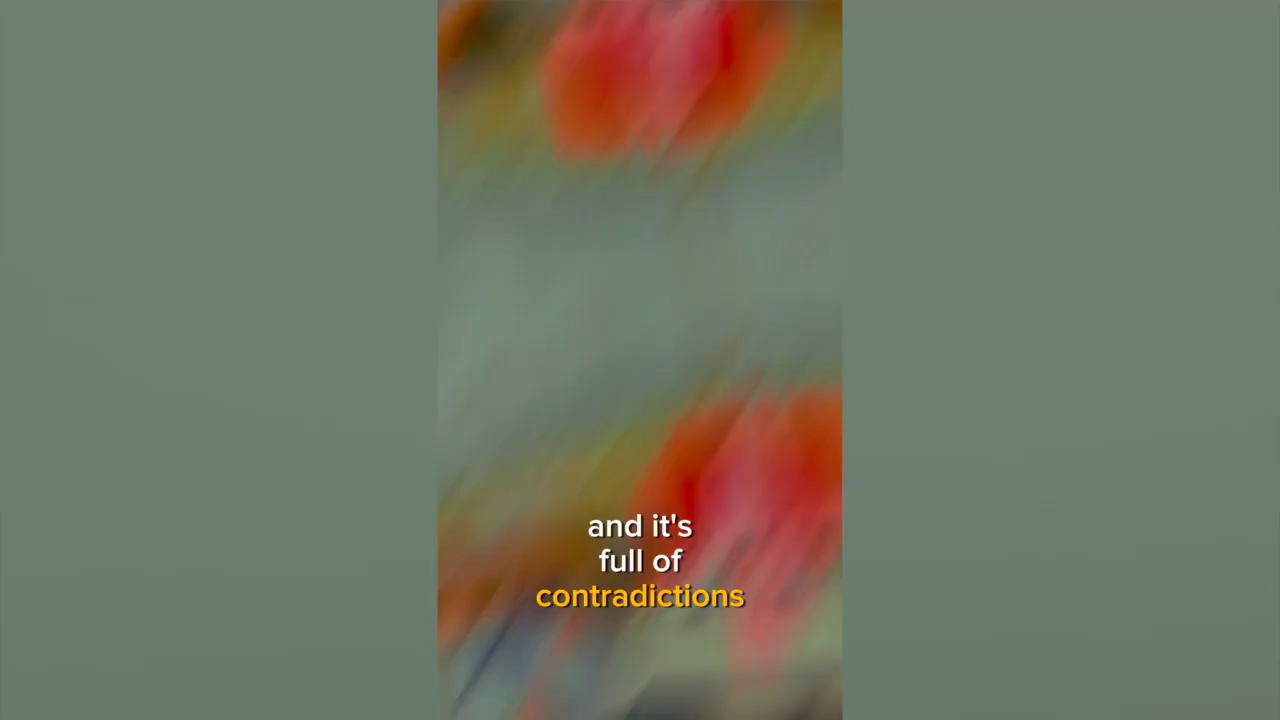 and it's
full of
contradictions